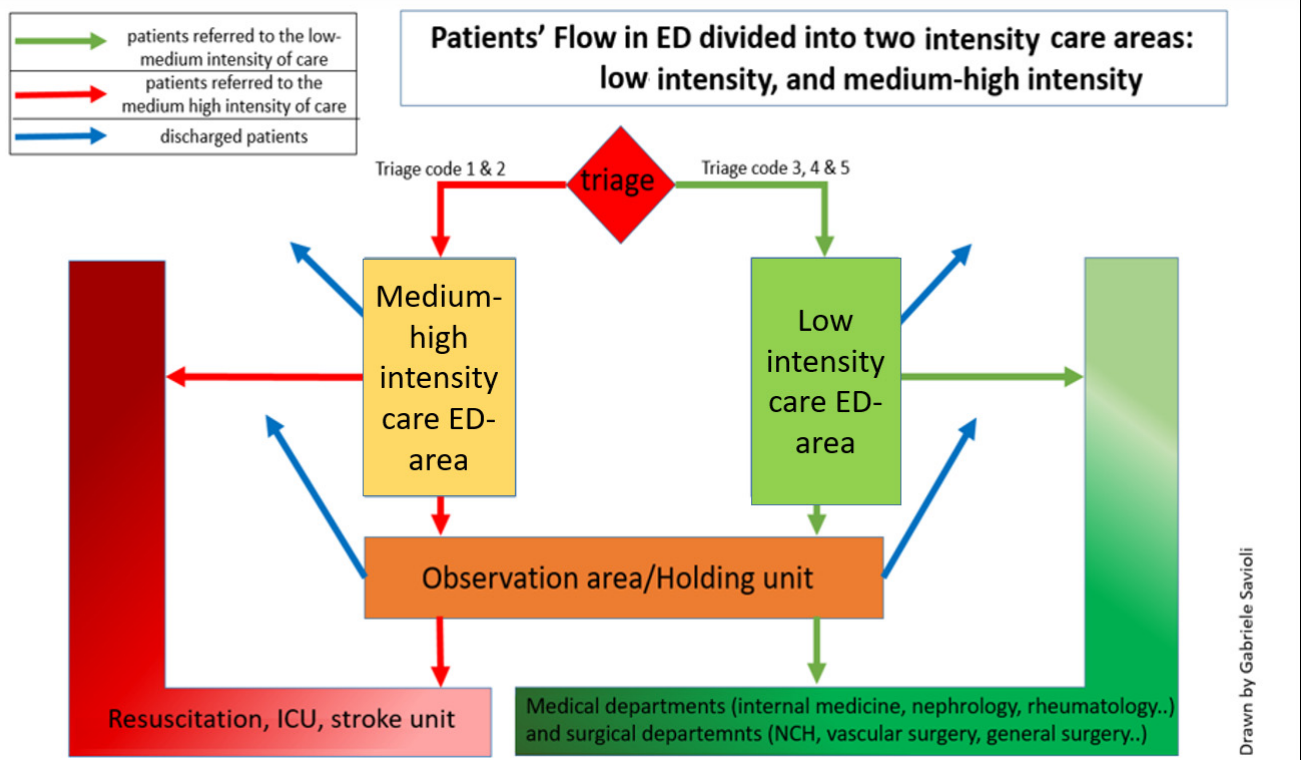 patients referred to the low-
medium intensity of care
patients referred to the
medium high intensity of care
discharged patients
Patients' Flow in ED divided into two intensity care areas:
low intensity, and medium-high intensity
Triage code 1 & 2
triage
Triage code 3, 4 & 5
Medium-
high
intensity
care ED-
area
Low
intensity
care ED-
area
Observation area/Holding unit
Resuscitation, ICU, stroke unit
Medical departments (internal medicine, nephrology, rheumatology..)
and surgical departemnts (NCH, vascular surgery, general surgery..)
Drawn by Gabriele Savioli